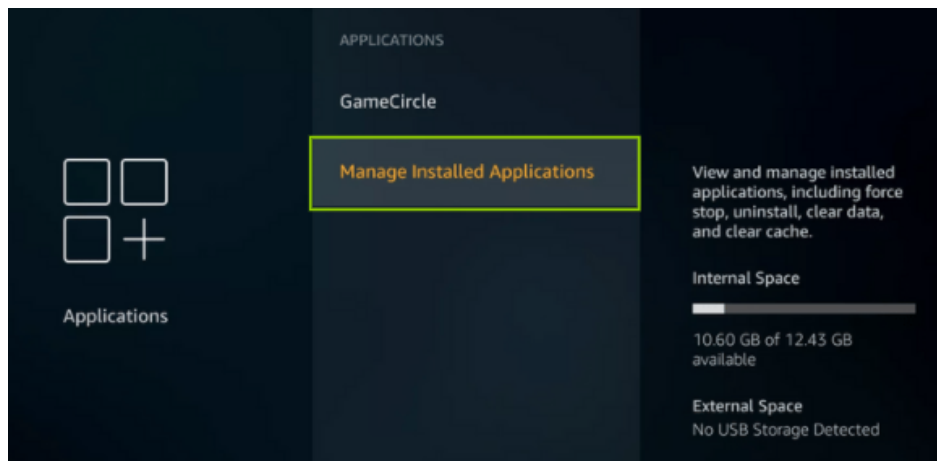 APPLICATIONS
GameCircle
Manage Installed Applications
Applications
View and manage installed
applications, including force
stop, uninstall, clear data,
and clear cache.
Internal Space
10.60 GB of 12.43 GB
available
External Space
No USB Storage Detected